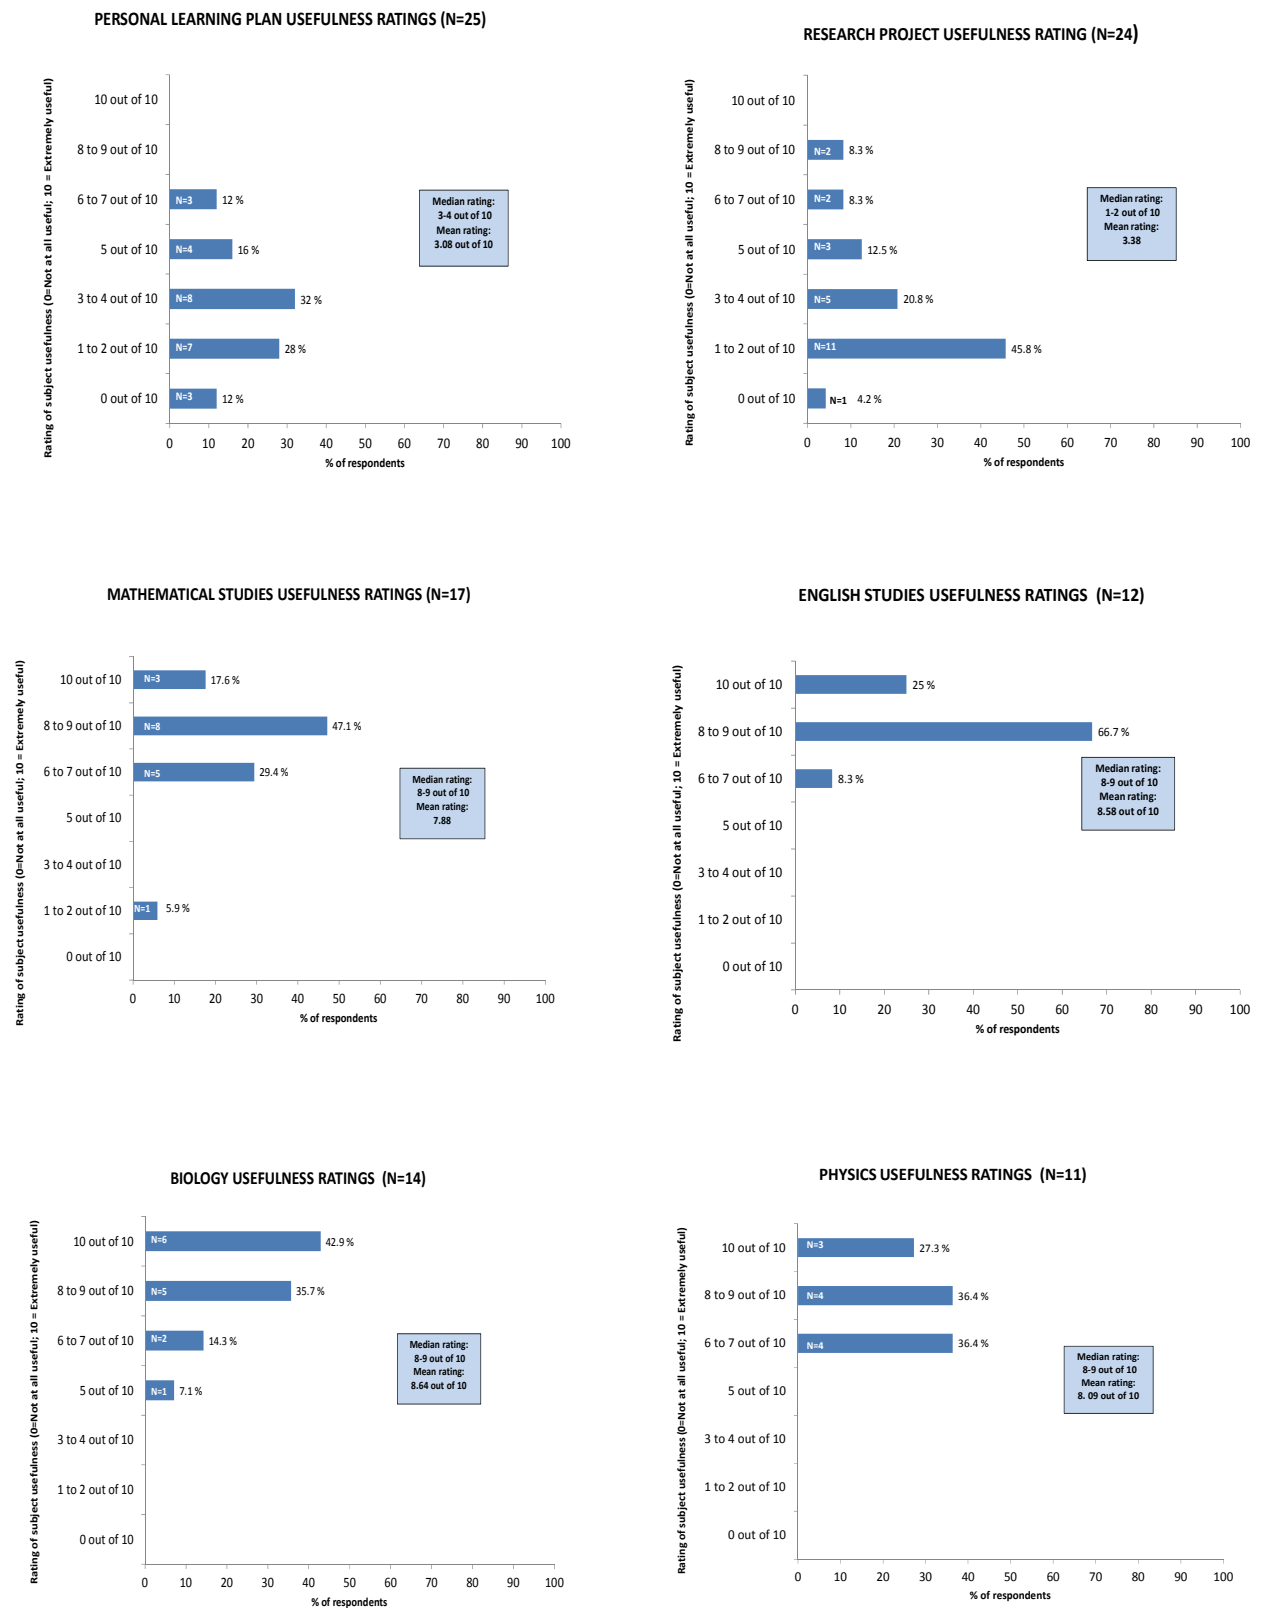 PERSONAL LEARNING PLAN USEFULNESS RATINGS (N=25)
Rating of subject usefulness (0=Not at all useful; 10 = Extremely useful)
10 out of 10
8 to 9 out of 10
6 to 7 out of 10
N=3
12 %
5 out of 10
N=4
16 %
3 to 4 out of 10
N=8
32 %
1 to 2 out of 10
N=7
28 %
0 out of 10
N=3
12 %
Median rating:
3-4 out of 10
Mean rating:
3.08 out of 10
0 10 20 30 40 50 60 70 80 90 100
% of respondents
RESEARCH PROJECT USEFULNESS RATING (N=24)
Rating of subject usefulness (0=Not at all useful; 10 = Extremely useful)
10 out of 10
8 to 9 out of 10
N=2
8.3 %
6 to 7 out of 10
N=2
8.3 %
5 out of 10
N=3
12.5 %
3 to 4 out of 10
N=5
20.8 %
1 to 2 out of 10
N=11
45.8 %
0 out of 10
N=1
4.2 %
Median rating:
1-2 out of 10
Mean rating:
3.38
0 10 20 30 40 50 60 70 80 90 100
% of respondents
MATHEMATICAL STUDIES USEFULNESS RATINGS (N=17)
Rating of subject usefulness (0=Not at all useful; 10 = Extremely useful)
10 out of 10
N=3
17.6 %
8 to 9 out of 10
N=8
47.1 %
6 to 7 out of 10
N=5
29.4 %
5 out of 10
3 to 4 out of 10
1 to 2 out of 10
N=1
5.9 %
0 out of 10
Median rating:
8-9 out of 10
Mean rating:
7.88
0 10 20 30 40 50 60 70 80 90 100
% of respondents
ENGLISH STUDIES USEFULNESS RATINGS (N=12)
Rating of subject usefulness (0=Not at all useful; 10 = Extremely useful)
10 out of 10
25 %
8 to 9 out of 10
66.7 %
6 to 7 out of 10
8.3 %
5 out of 10
3 to 4 out of 10
1 to 2 out of 10
0 out of 10
Median rating:
8-9 out of 10
Mean rating:
8.58 out of 10
0 10 20 30 40 50 60 70 80 90 100
% of respondents
BIOLOGY USEFULNESS RATINGS (N=14)
Rating of subject usefulness (0=Not at all useful; 10 = Extremely useful)
10 out of 10
N=6
42.9 %
8 to 9 out of 10
N=5
35.7 %
6 to 7 out of 10
N=2
14.3 %
5 out of 10
N=1
7.1 %
3 to 4 out of 10
1 to 2 out of 10
0 out of 10
Median rating:
8-9 out of 10
Mean rating:
8.64 out of 10
0 10 20 30 40 50 60 70 80 90 100
% of respondents
PHYSICS USEFULNESS RATINGS (N=11)
Rating of subject usefulness (0=Not at all useful; 10 = Extremely useful)
10 out of 10
N=3
27.3 %
8 to 9 out of 10
N=4
36.4 %
6 to 7 out of 10
N=4
36.4 %
5 out of 10
3 to 4 out of 10
1 to 2 out of 10
0 out of 10
Median rating:
8-9 out of 10
Mean rating:
8. 09 out of 10
0 10 20 30 40 50 60 70 80 90 100
% of respondents